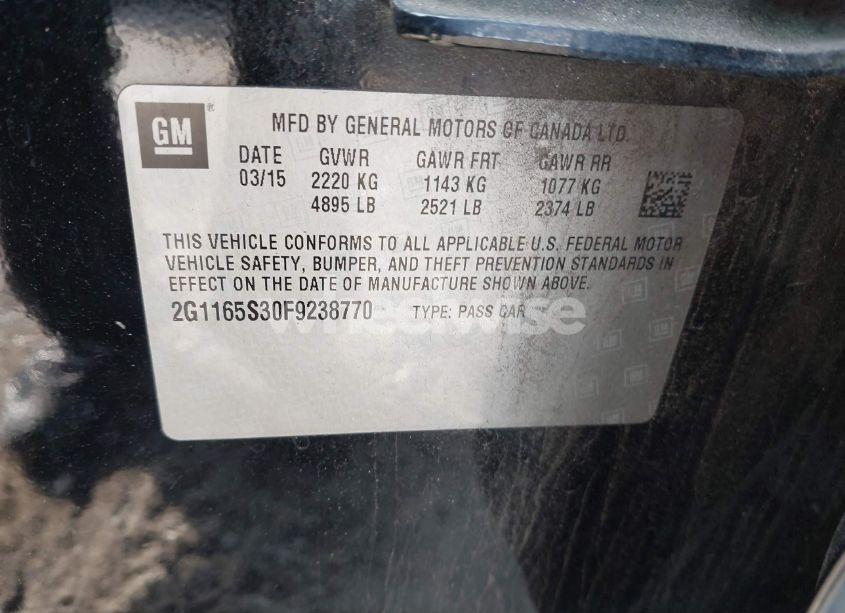 GM
MFD BY GENERAL MOTORS OF CANADA LTD.
DATE GVWR GAWR FRT GAWR RR
03/15 2220 KG 1143 KG 1077 KG
4895 LB 2521 LB 2374 LB
THIS VEHICLE CONFORMS TO ALL APPLICABLE U.S. FEDERAL MOTOR
VEHICLE SAFETY, BUMPER, AND THEFT PREVENTION STANDARDS IN
EFFECT ON THE DATE OF MANUFACTURE SHOWN ABOVE.
2G1165S30F9238770 TYPE: PASS CAR